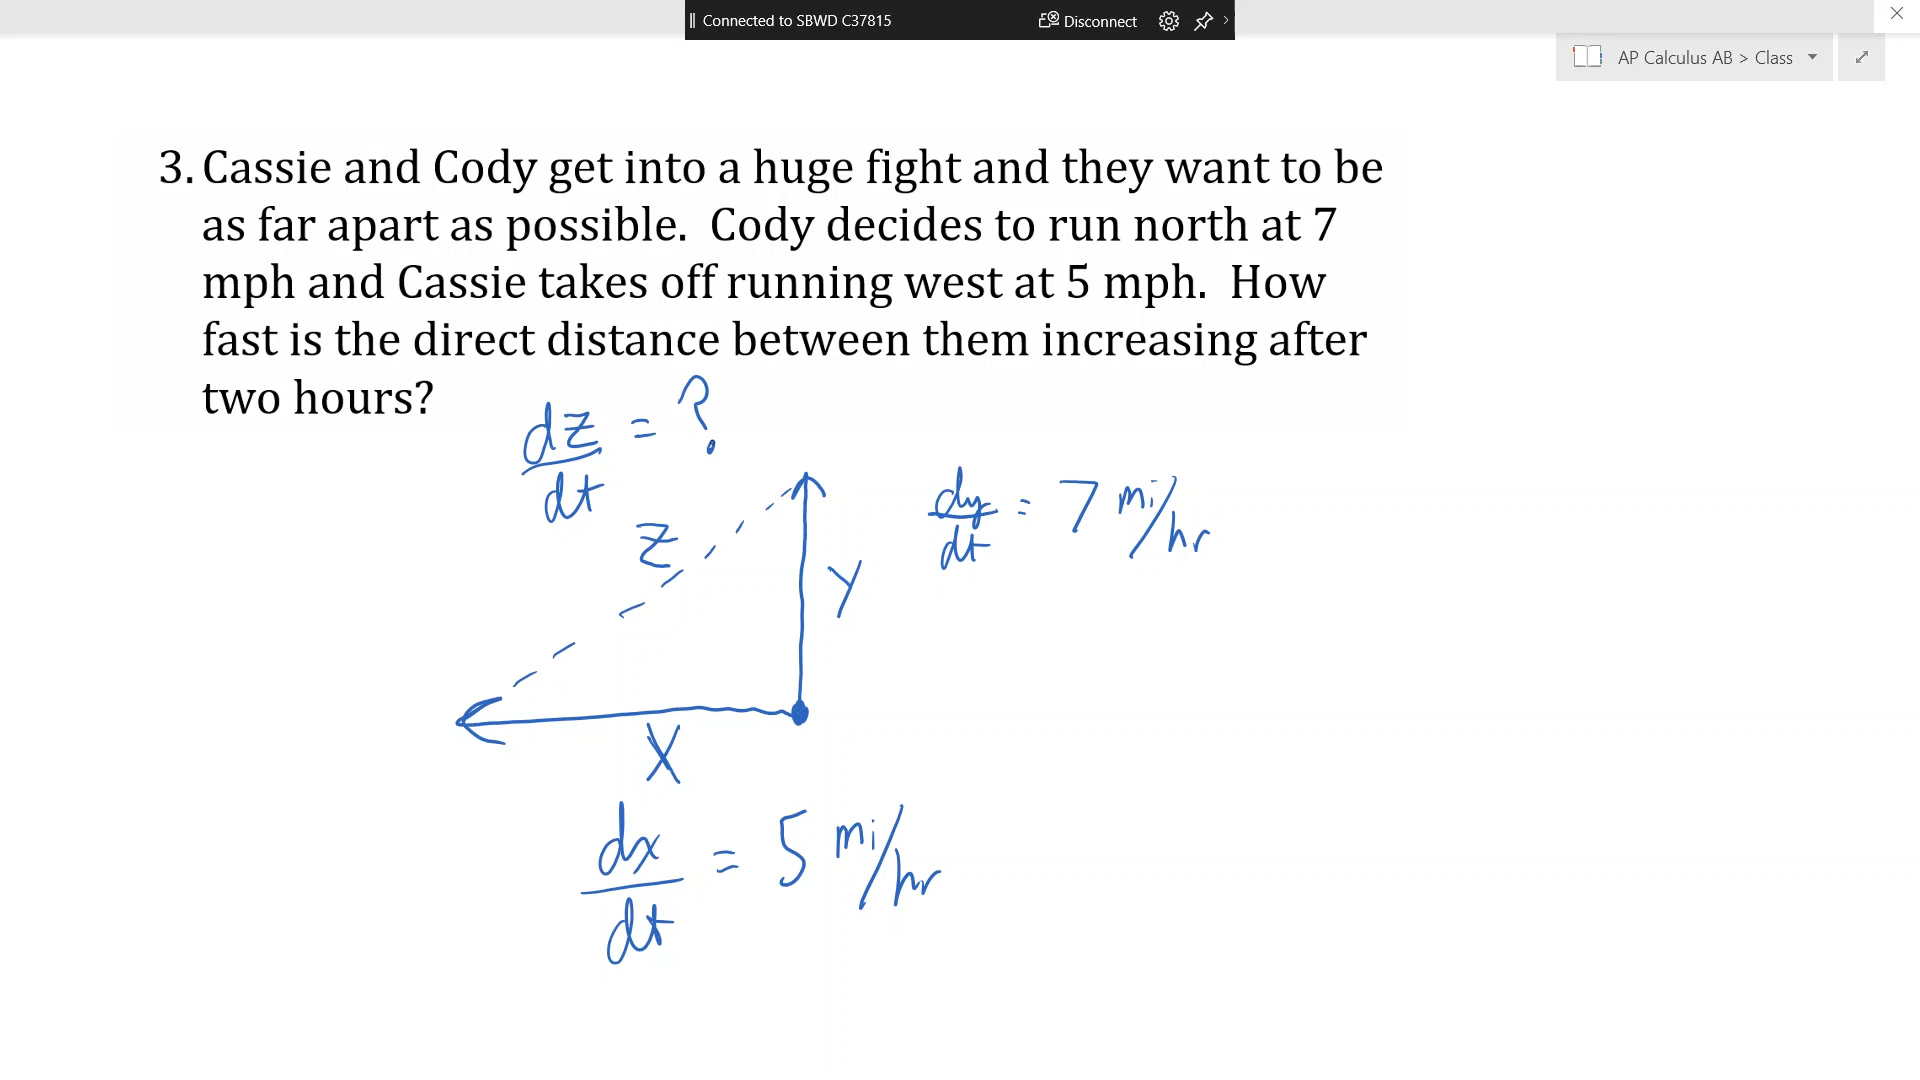 Connected to SBWD C37815
Disconnect
AP Calculus AB > Class
3. Cassie and Cody get into a huge fight and they want to be
as far apart as possible. Cody decides to run north at 7
mph and Cassie takes off running west at 5 mph. How
fast is the direct distance between them increasing after
two hours?
dz/dt = ?
dy/dt = 7 mi/hr
z
y
x
dx/dt = 5 mi/hr